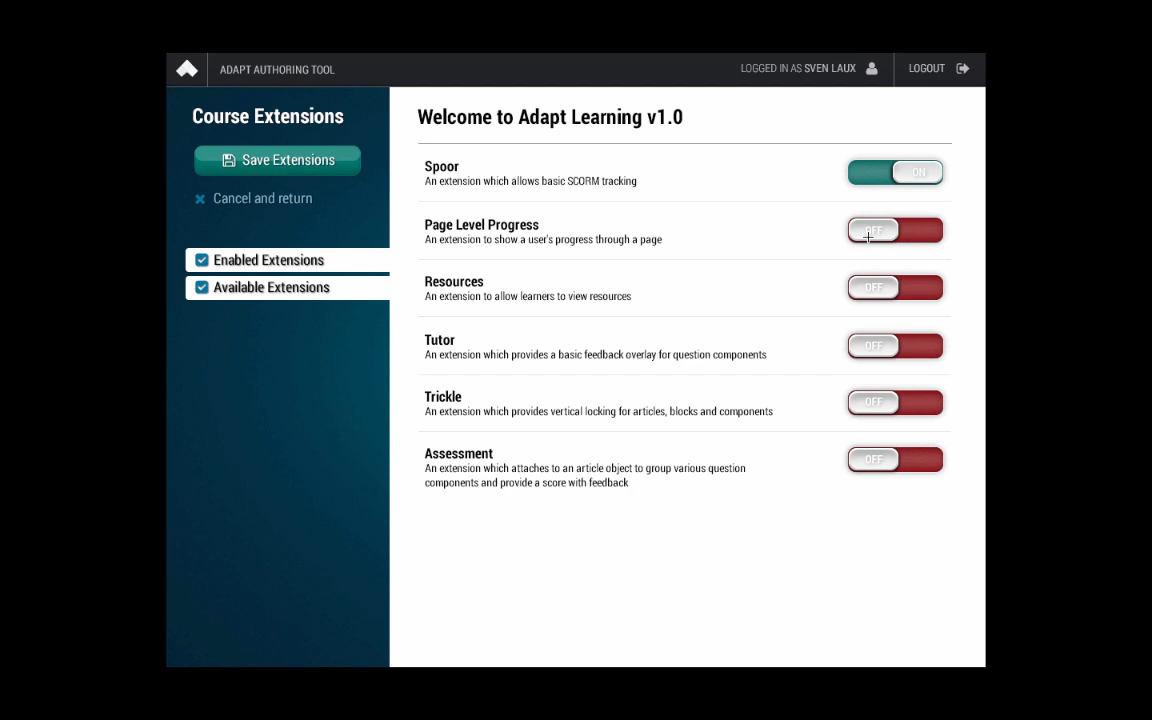 ADAPT AUTHORING TOOL
LOGGED IN AS SVEN LAUX
LOGOUT
Course Extensions
Save Extensions
Cancel and return
Enabled Extensions
Available Extensions
Welcome to Adapt Learning v1.0
Spoor
An extension which allows basic SCORM tracking
ON
Page Level Progress
An extension to show a user's progress through a page
OFF
Resources
An extension to allow learners to view resources
OFF
Tutor
An extension which provides a basic feedback overlay for question components
OFF
Trickle
An extension which provides vertical locking for articles, blocks and components
OFF
Assessment
An extension which attaches to an article object to group various question
components and provide a score with feedback
OFF